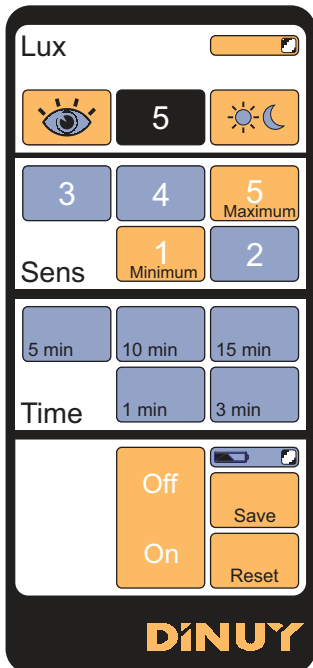 Lux
5
3 4 5
Maximum
1
Minimum
2
Sens
5 min 10 min 15 min
Time 1 min 3 min
Off
Save
On
Reset
DINUY